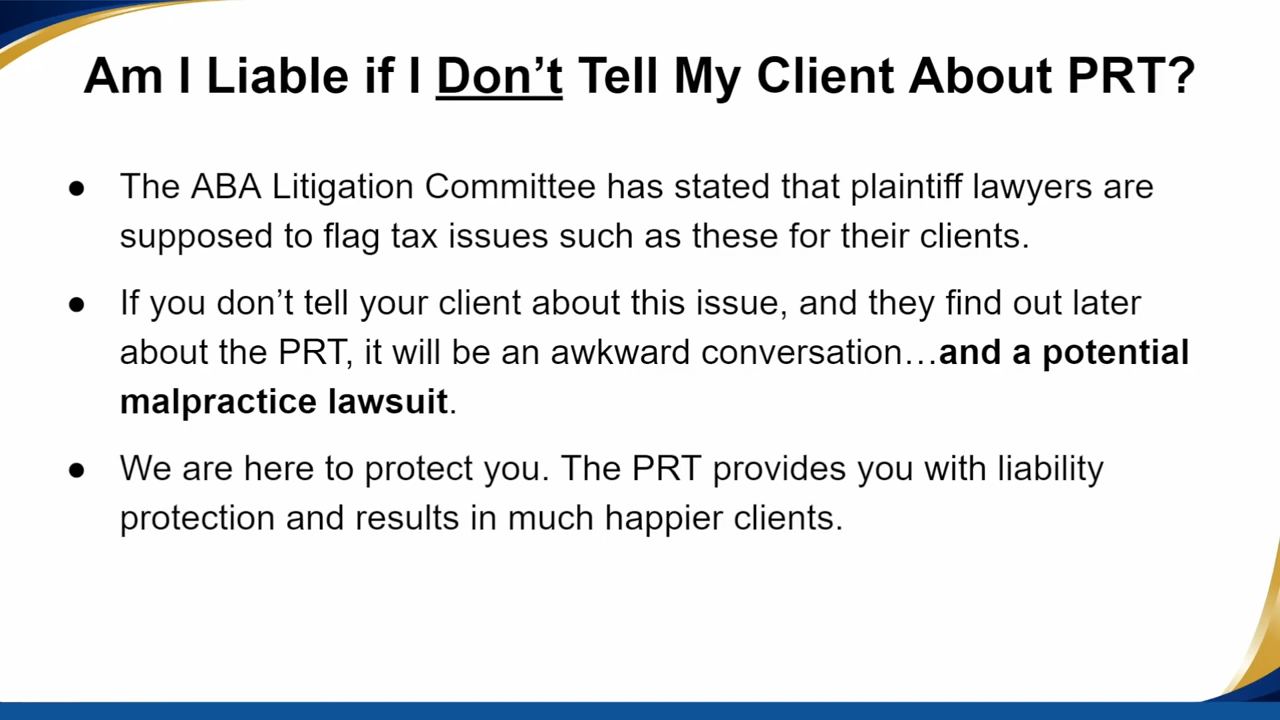 Am I Liable if I Don’t Tell My Client About PRT?
● The ABA Litigation Committee has stated that plaintiff lawyers are
supposed to flag tax issues such as these for their clients.
● If you don’t tell your client about this issue, and they find out later
about the PRT, it will be an awkward conversation…and a potential
malpractice lawsuit.
● We are here to protect you. The PRT provides you with liability
protection and results in much happier clients.